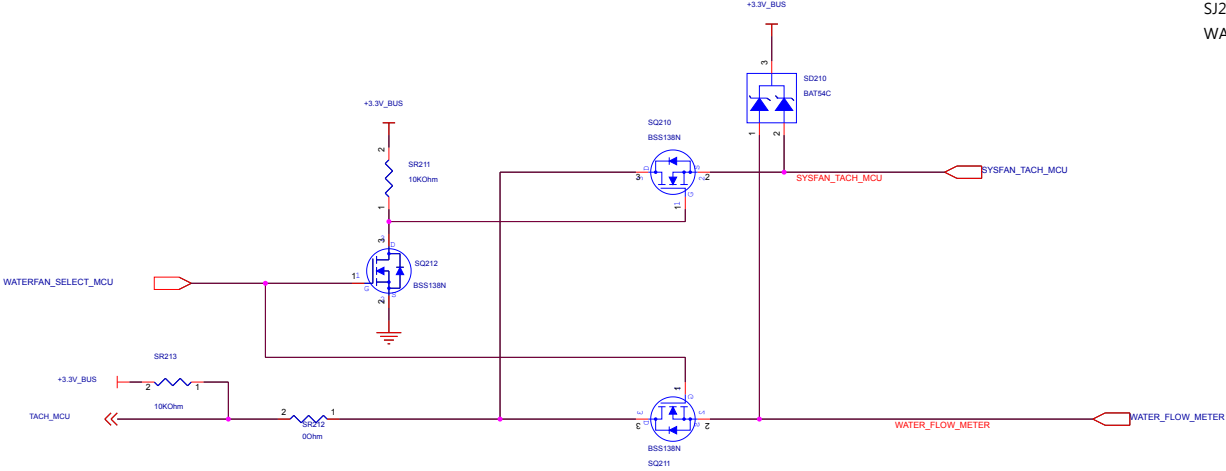 +3.3V_BUS
SJ2
WA
3
SD210
BAT54C
+3.3V_BUS
SQ210
BSS138N
1
2
2
SR211
10KOhm
1
D
3
S
2
SYSFAN_TACH_MCU
SYSFAN_TACH_MCU
G
1
3
D
SQ212
WATERFAN_SELECT_MCU
1
G
BSS138N
S
2
SR213
+3.3V_BUS
2
1
1
G
10KOhm
TACH_MCU
2
1
SR212
0Ohm
3
D
S
2
WATER_FLOW_METER
WATER_FLOW_METER
BSS138N
SQ211